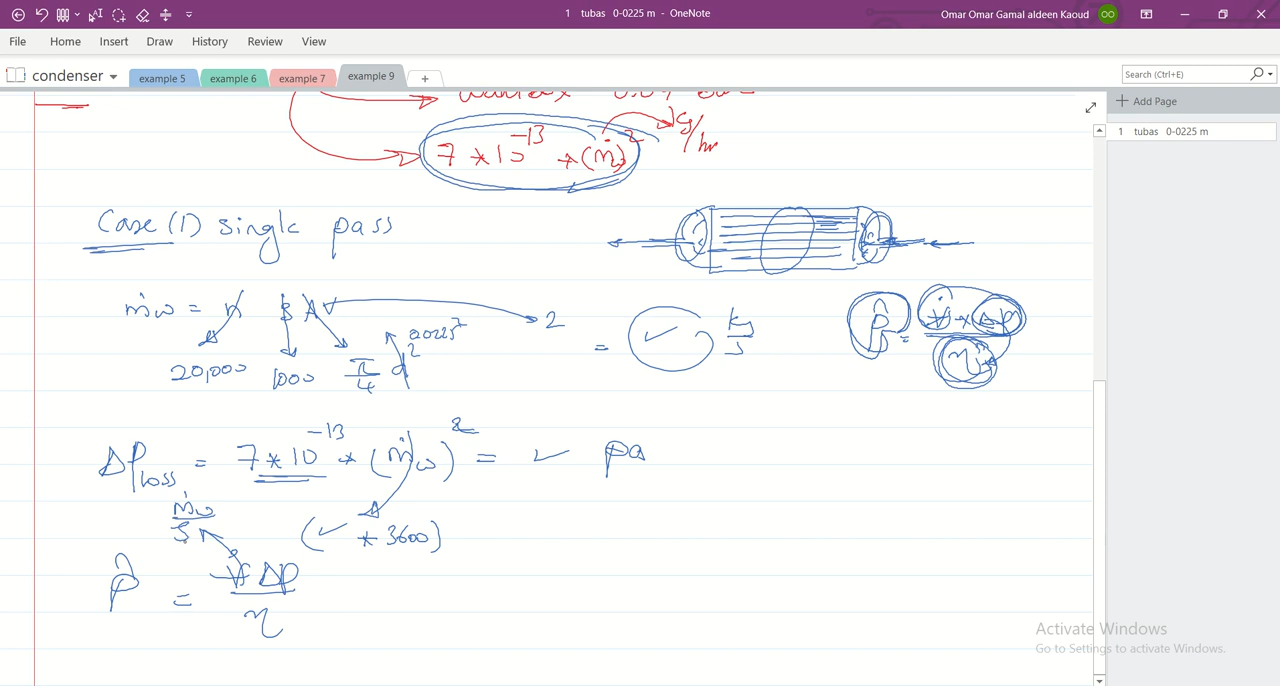 1 tubas 0-0225 m - OneNote
Omar Omar Gamal aldeen Kaoud
OO
File Home Insert Draw History Review View
condenser
example 5
example 6
example 7
example 9
+
Search (Ctrl+E)
Add Page
1 tubas 0-0225 m
7 * 10^-13 * (ṁw)^2 kg/hr
Case (1) single pass
ṁw = n ρ A V
20,000 1000 π/4 d^2 0.0225 2
= ✓ kg/s
P̂ = V̇ * ΔP / η
ΔPloss = 7 * 10^-13 * (ṁw)^2 = ✓ pa
ṁw/ρ
(✓ * 3600)
P̂ = V̇ ΔP / η
Activate Windows
Go to Settings to activate Windows.